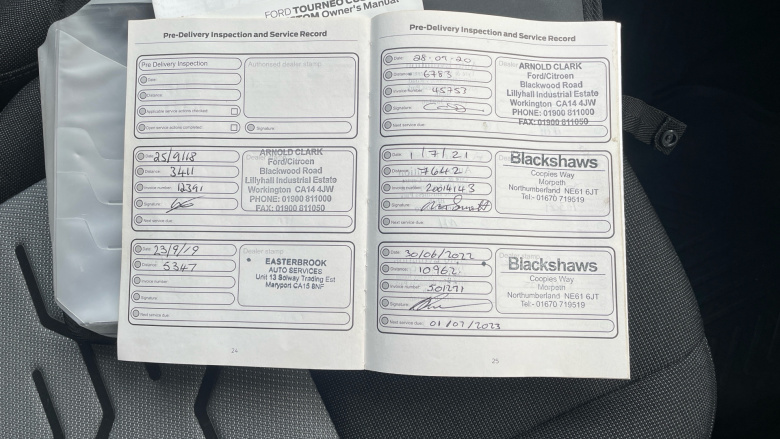 FORD TOURNEO CUSTOM Owner's Manual
Pre-Delivery Inspection and Service Record
Pre Delivery Inspection
Date:
Distance:
Applicable service actions checked:
Open service actions completed:
Authorized dealer stamp
Signature:
Date: 25/9/18
Distance: 3411
Invoice number: 12391
Signature:
Next service due:
ARNOLD CLARK
Ford/Citroen
Blackwood Road
Lillyhall Industrial Estate
Workington CA14 4JW
PHONE: 01900 811000
FAX: 01900 811050
Date: 23/9/19
Distance: 5347
Invoice number:
Signature:
Next service due:
Dealer stamp
EASTERBROOK
AUTO SERVICES
Unit 13 Solway Trading Est
Maryport CA15 8NF
24
Pre-Delivery Inspection and Service Record
Date: 28-07-20
Distance: 6783
Invoice number: 45753
Signature:
Next service due:
ARNOLD CLARK
Ford/Citroen
Blackwood Road
Lillyhall Industrial Estate
Workington CA14 4JW
PHONE: 01900 811000
FAX: 01900 811050
Date: 1/7/21
Distance: 7642
Invoice number: 20014143
Signature:
Next service due:
Blackshaws
Coopies Way
Morpeth
Northumberland NE61 6JT
Tel:- 01670 719519
Date: 30/06/2022
Distance: 10962
Invoice number: 501271
Signature:
Next service due: 01/07/2023
Blackshaws
Coopies Way
Morpeth
Northumberland NE61 6JT
Tel:- 01670 719519
25